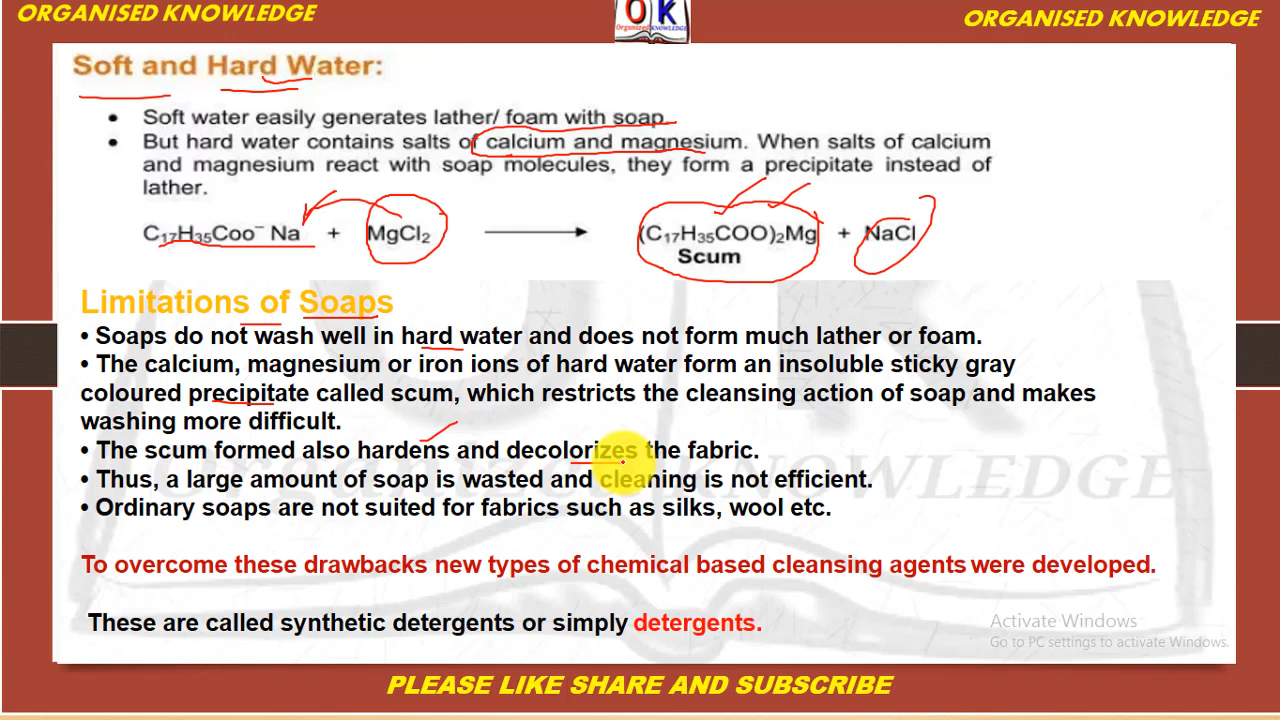 ORGANISED KNOWLEDGE
OK
Organized Knowledge
ORGANISED KNOWLEDGE
Soft and Hard Water:
• Soft water easily generates lather/ foam with soap.
• But hard water contains salts of calcium and magnesium. When salts of calcium
and magnesium react with soap molecules, they form a precipitate instead of
lather.
C₁₇H₃₅Coo⁻ Na + MgCl₂ ⟶ (C₁₇H₃₅COO)₂Mg + NaCl
Scum
Limitations of Soaps
• Soaps do not wash well in hard water and does not form much lather or foam.
• The calcium, magnesium or iron ions of hard water form an insoluble sticky gray
coloured precipitate called scum, which restricts the cleansing action of soap and makes
washing more difficult.
• The scum formed also hardens and decolorizes the fabric.
• Thus, a large amount of soap is wasted and cleaning is not efficient.
• Ordinary soaps are not suited for fabrics such as silks, wool etc.
To overcome these drawbacks new types of chemical based cleansing agents were developed.
These are called synthetic detergents or simply detergents.
Activate Windows
Go to PC settings to activate Windows.
PLEASE LIKE SHARE AND SUBSCRIBE